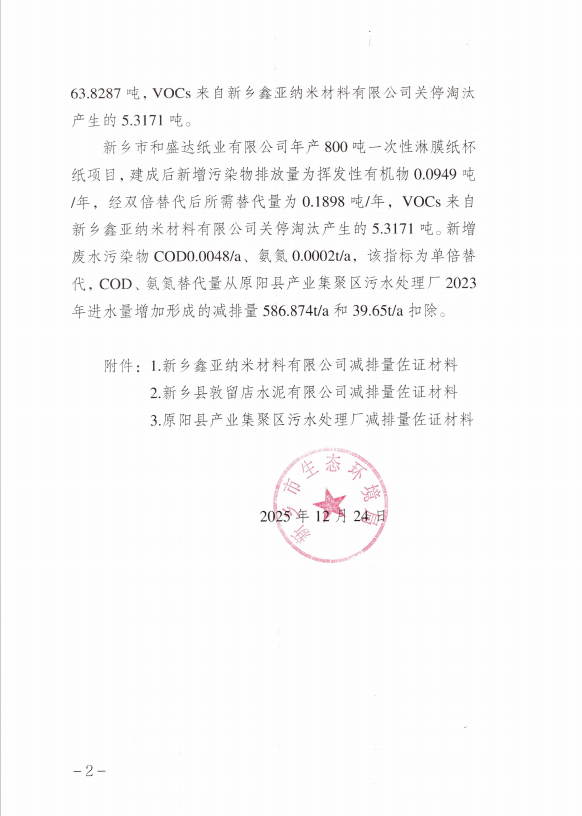 63.8287 吨，VOCs 来自新乡鑫亚纳米材料有限公司关停淘汰
产生的 5.3171 吨。
新乡市和盛达纸业有限公司年产 800 吨一次性淋膜纸杯
纸项目，建成后新增污染物排放量为挥发性有机物 0.0949 吨
/年，经双倍替代后所需替代量为 0.1898 吨/年，VOCs 来自
新乡鑫亚纳米材料有限公司关停淘汰产生的 5.3171 吨。新增
废水污染物 COD0.0048/a、氨氮 0.0002t/a，该指标为单倍替
代，COD、氨氮替代量从原阳县产业集聚区污水处理厂 2023
年进水量增加形成的减排量 586.874t/a 和 39.65t/a 扣除。
附件：1.新乡鑫亚纳米材料有限公司减排量佐证材料
2.新乡县敦留店水泥有限公司减排量佐证材料
3.原阳县产业集聚区污水处理厂减排量佐证材料
新乡市生态环境局
2025 年 12 月 24 日
－2－